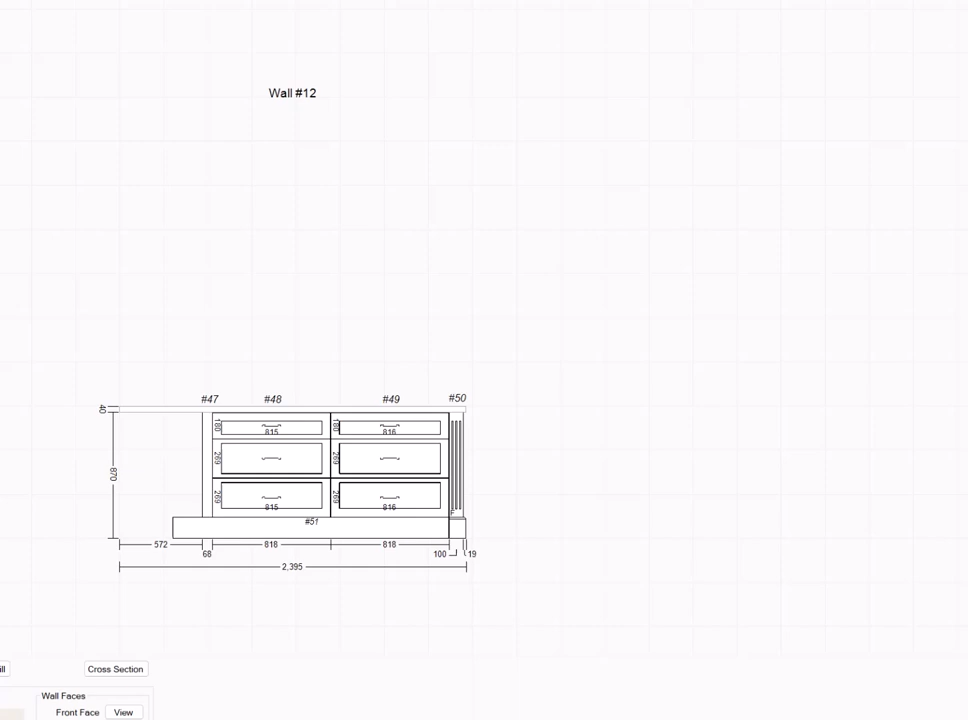 Wall #12
#47 #48 #49 #50
40
180 815 180 816
269 269
870
269 815 269 816
F
#51
572 818 818
68 100 19
2,395
ill Cross Section
Wall Faces
Front Face View